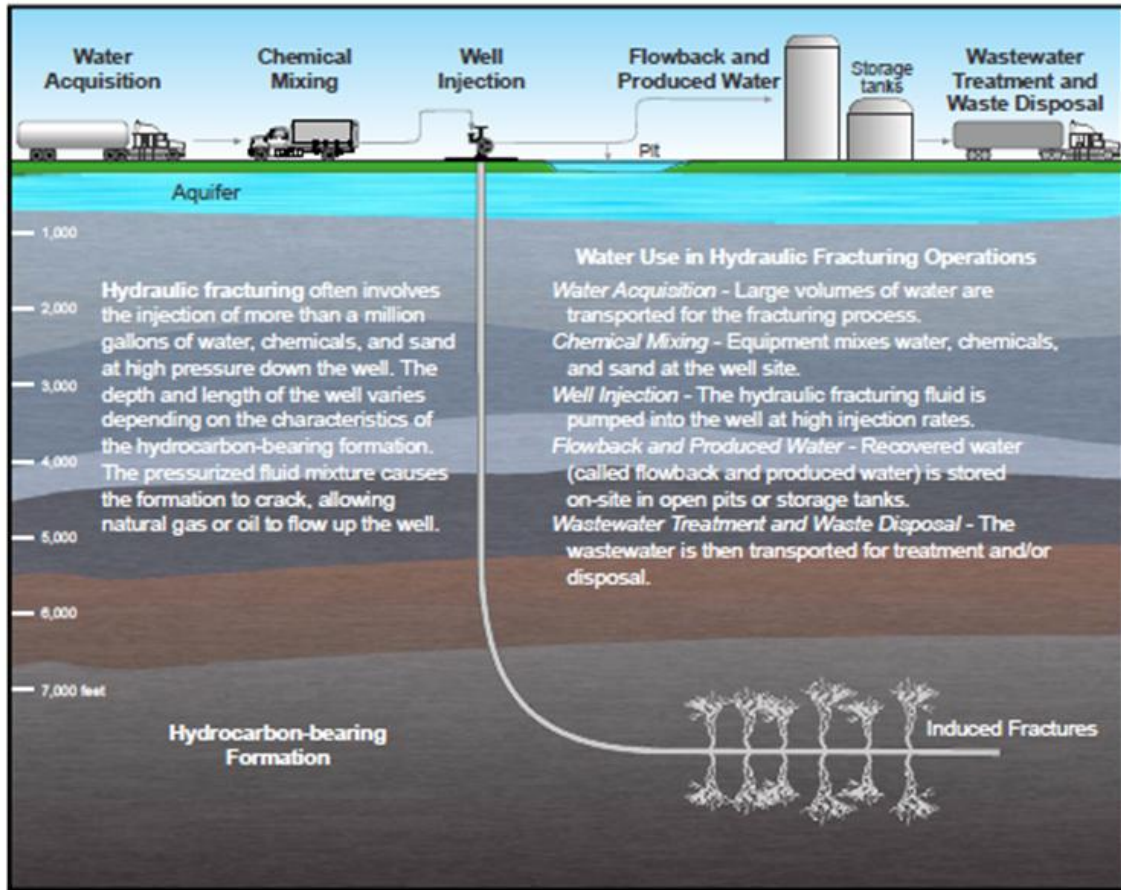 Water
Acquisition
Chemical
Mixing
Well
Injection
Flowback and
Produced Water
Storage
tanks
Wastewater
Treatment and
Waste Disposal
Pit
Aquifer
1,000
2,000
3,000
4,000
5,000
6,000
7,000 feet
Hydraulic fracturing often involves
the injection of more than a million
gallons of water, chemicals, and sand
at high pressure down the well. The
depth and length of the well varies
depending on the characteristics of
the hydrocarbon-bearing formation.
The pressurized fluid mixture causes
the formation to crack, allowing
natural gas or oil to flow up the well.
Water Use in Hydraulic Fracturing Operations
Water Acquisition - Large volumes of water are
transported for the fracturing process.
Chemical Mixing - Equipment mixes water, chemicals,
and sand at the well site.
Well Injection - The hydraulic fracturing fluid is
pumped into the well at high injection rates.
Flowback and Produced Water - Recovered water
(called flowback and produced water) is stored
on-site in open pits or storage tanks.
Wastewater Treatment and Waste Disposal - The
wastewater is then transported for treatment and/or
disposal.
Hydrocarbon-bearing
Formation
Induced Fractures